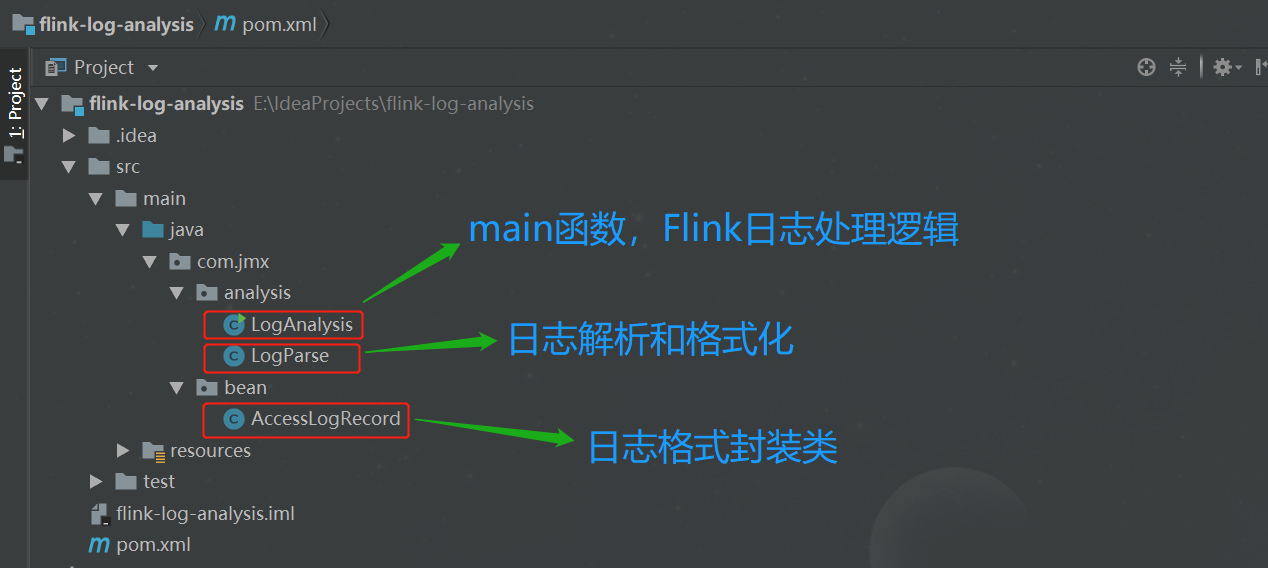 flink-log-analysis pom.xml
1: Project
Project
flink-log-analysis E:\IdeaProjects\flink-log-analysis
.idea
src
main
java
main函数，Flink日志处理逻辑
com.jmx
analysis
LogAnalysis
日志解析和格式化
LogParse
bean
AccessLogRecord
日志格式封装类
resources
test
flink-log-analysis.iml
pom.xml